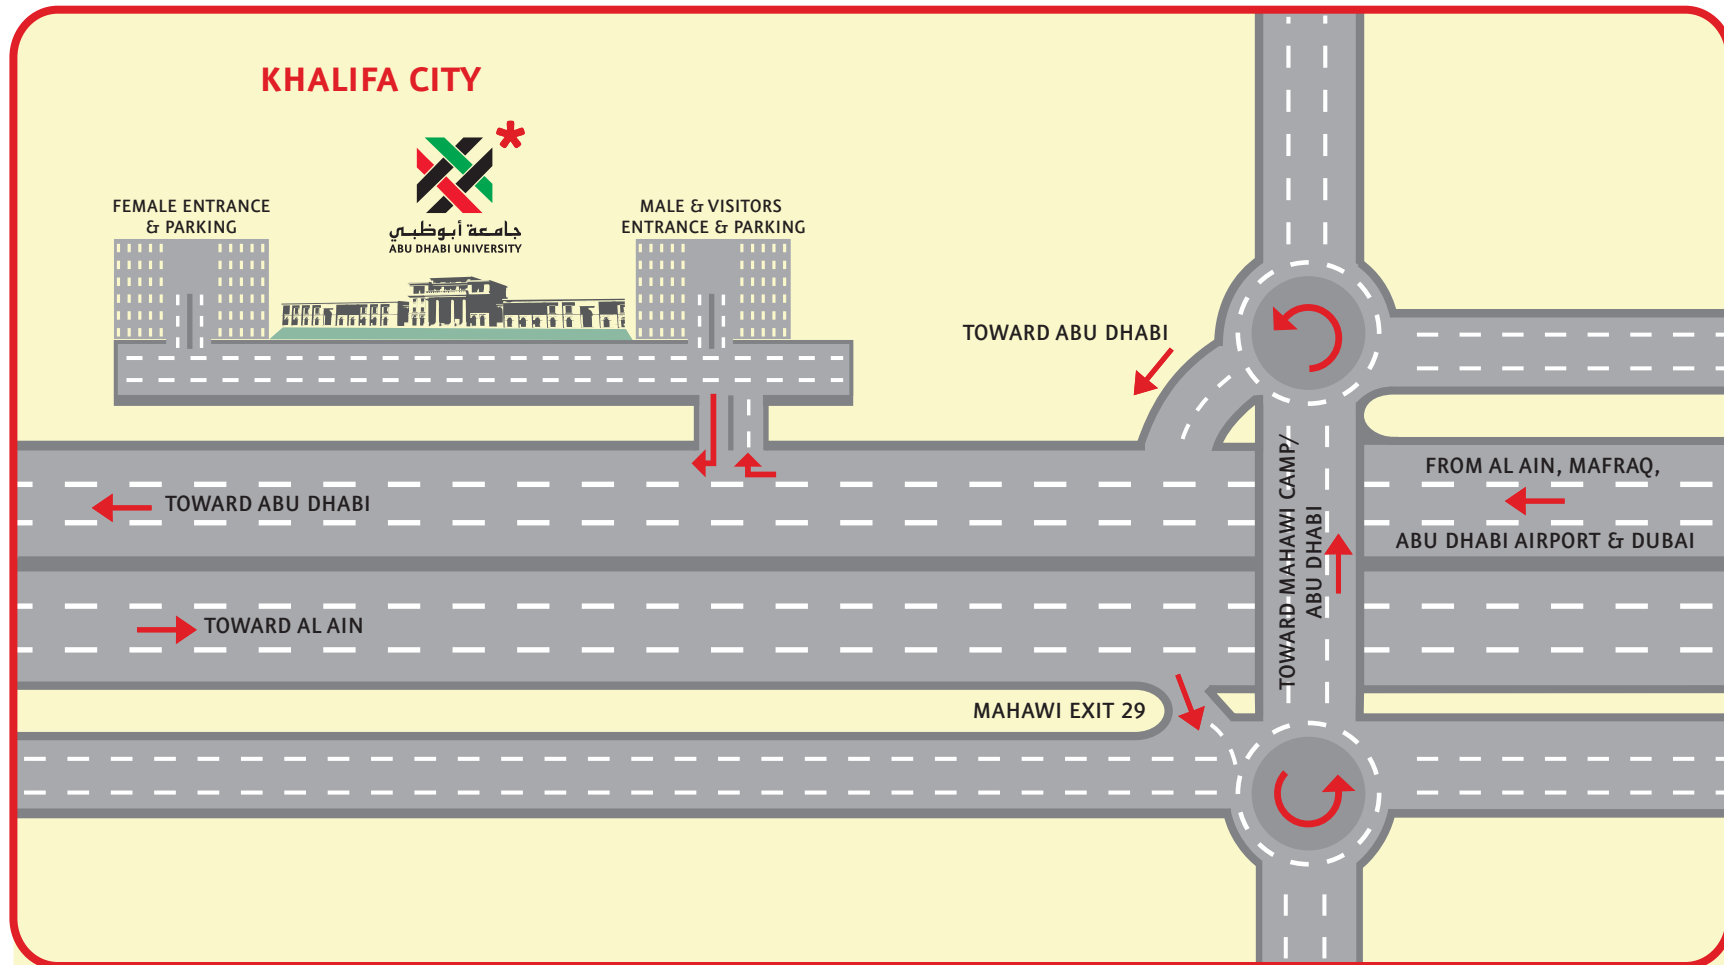 KHALIFA CITY
*
FEMALE ENTRANCE
& PARKING
جامعة أبوظبي
ABU DHABI UNIVERSITY
MALE & VISITORS
ENTRANCE & PARKING
TOWARD ABU DHABI
FROM AL AIN, MAFRAQ,
ABU DHABI AIRPORT & DUBAI
TOWARD ABU DHABI
TOWARD MAHAWI CAMP/
ABU DHABI
TOWARD AL AIN
MAHAWI EXIT 29